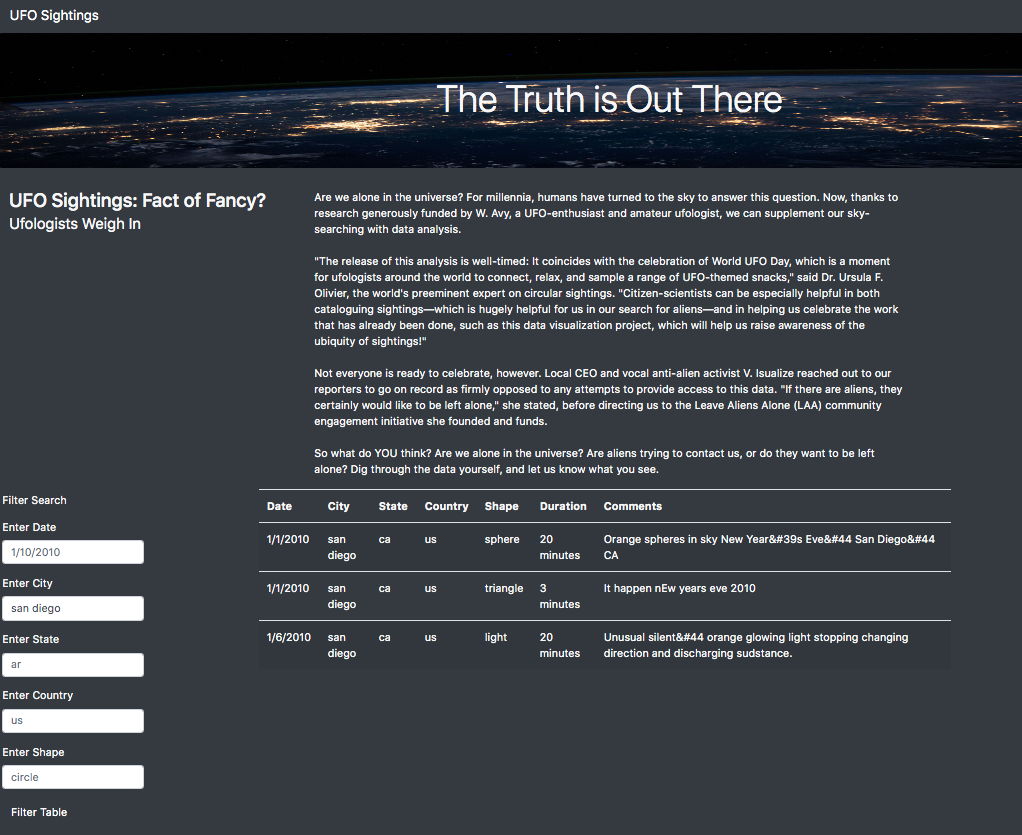 UFO Sightings
The Truth is Out There
UFO Sightings: Fact of Fancy?
Ufologists Weigh In
Are we alone in the universe? For millennia, humans have turned to the sky to answer this question. Now, thanks to
research generously funded by W. Avy, a UFO-enthusiast and amateur ufologist, we can supplement our sky-
searching with data analysis.
"The release of this analysis is well-timed: It coincides with the celebration of World UFO Day, which is a moment
for ufologists around the world to connect, relax, and sample a range of UFO-themed snacks," said Dr. Ursula F.
Olivier, the world's preeminent expert on circular sightings. "Citizen-scientists can be especially helpful in both
cataloguing sightings—which is hugely helpful for us in our search for aliens—and in helping us celebrate the work
that has already been done, such as this data visualization project, which will help us raise awareness of the
ubiquity of sightings!"
Not everyone is ready to celebrate, however. Local CEO and vocal anti-alien activist V. Isualize reached out to our
reporters to go on record as firmly opposed to any attempts to provide access to this data. "If there are aliens, they
certainly would like to be left alone," she stated, before directing us to the Leave Aliens Alone (LAA) community
engagement initiative she founded and funds.
So what do YOU think? Are we alone in the universe? Are aliens trying to contact us, or do they want to be left
alone? Dig through the data yourself, and let us know what you see.
Filter Search
Enter Date
1/10/2010
Enter City
san diego
Enter State
ar
Enter Country
us
Enter Shape
circle
Filter Table
Date City State Country Shape Duration Comments
1/1/2010 san ca us sphere 20 Orange spheres in sky New Year&#39s Eve&#44 San Diego&#44
diego minutes CA
1/1/2010 san ca us triangle 3 It happen nEw years eve 2010
diego minutes
1/6/2010 san ca us light 20 Unusual silent&#44 orange glowing light stopping changing
diego minutes direction and discharging sudstance.